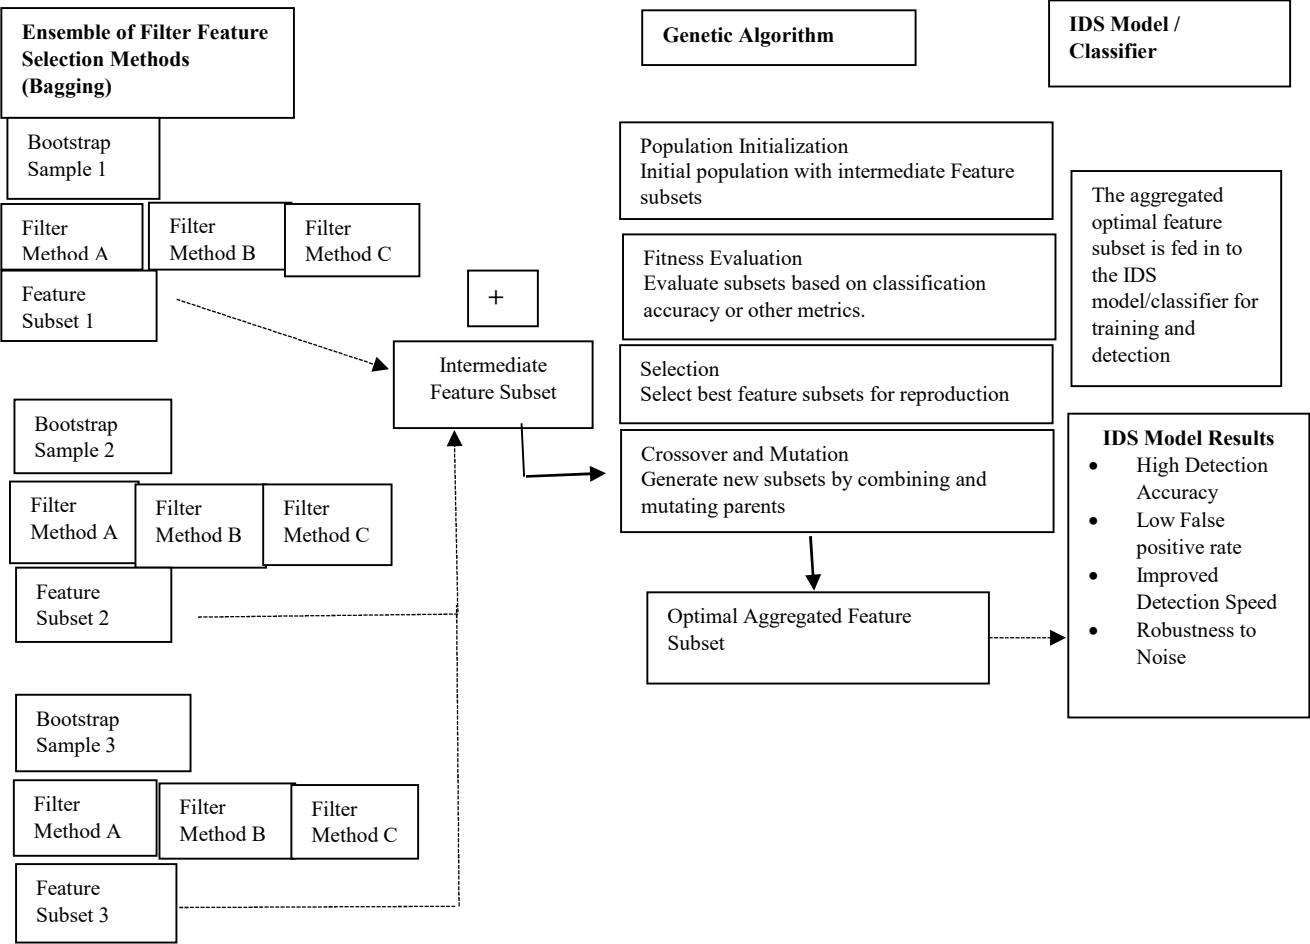 Ensemble of Filter Feature
Selection Methods
(Bagging)
Bootstrap
Sample 1
Filter
Method A
Filter
Method B
Filter
Method C
Feature
Subset 1
+
Intermediate
Feature Subset
Bootstrap
Sample 2
Filter
Method A
Filter
Method B
Filter
Method C
Feature
Subset 2
Bootstrap
Sample 3
Filter
Method A
Filter
Method B
Filter
Method C
Feature
Subset 3
Genetic Algorithm
Population Initialization
Initial population with intermediate Feature
subsets
Fitness Evaluation
Evaluate subsets based on classification
accuracy or other metrics.
Selection
Select best feature subsets for reproduction
Crossover and Mutation
Generate new subsets by combining and
mutating parents
Optimal Aggregated Feature
Subset
IDS Model /
Classifier
The aggregated
optimal feature
subset is fed in to
the IDS
model/classifier for
training and
detection
IDS Model Results
• High Detection
Accuracy
• Low False
positive rate
• Improved
Detection Speed
• Robustness to
Noise